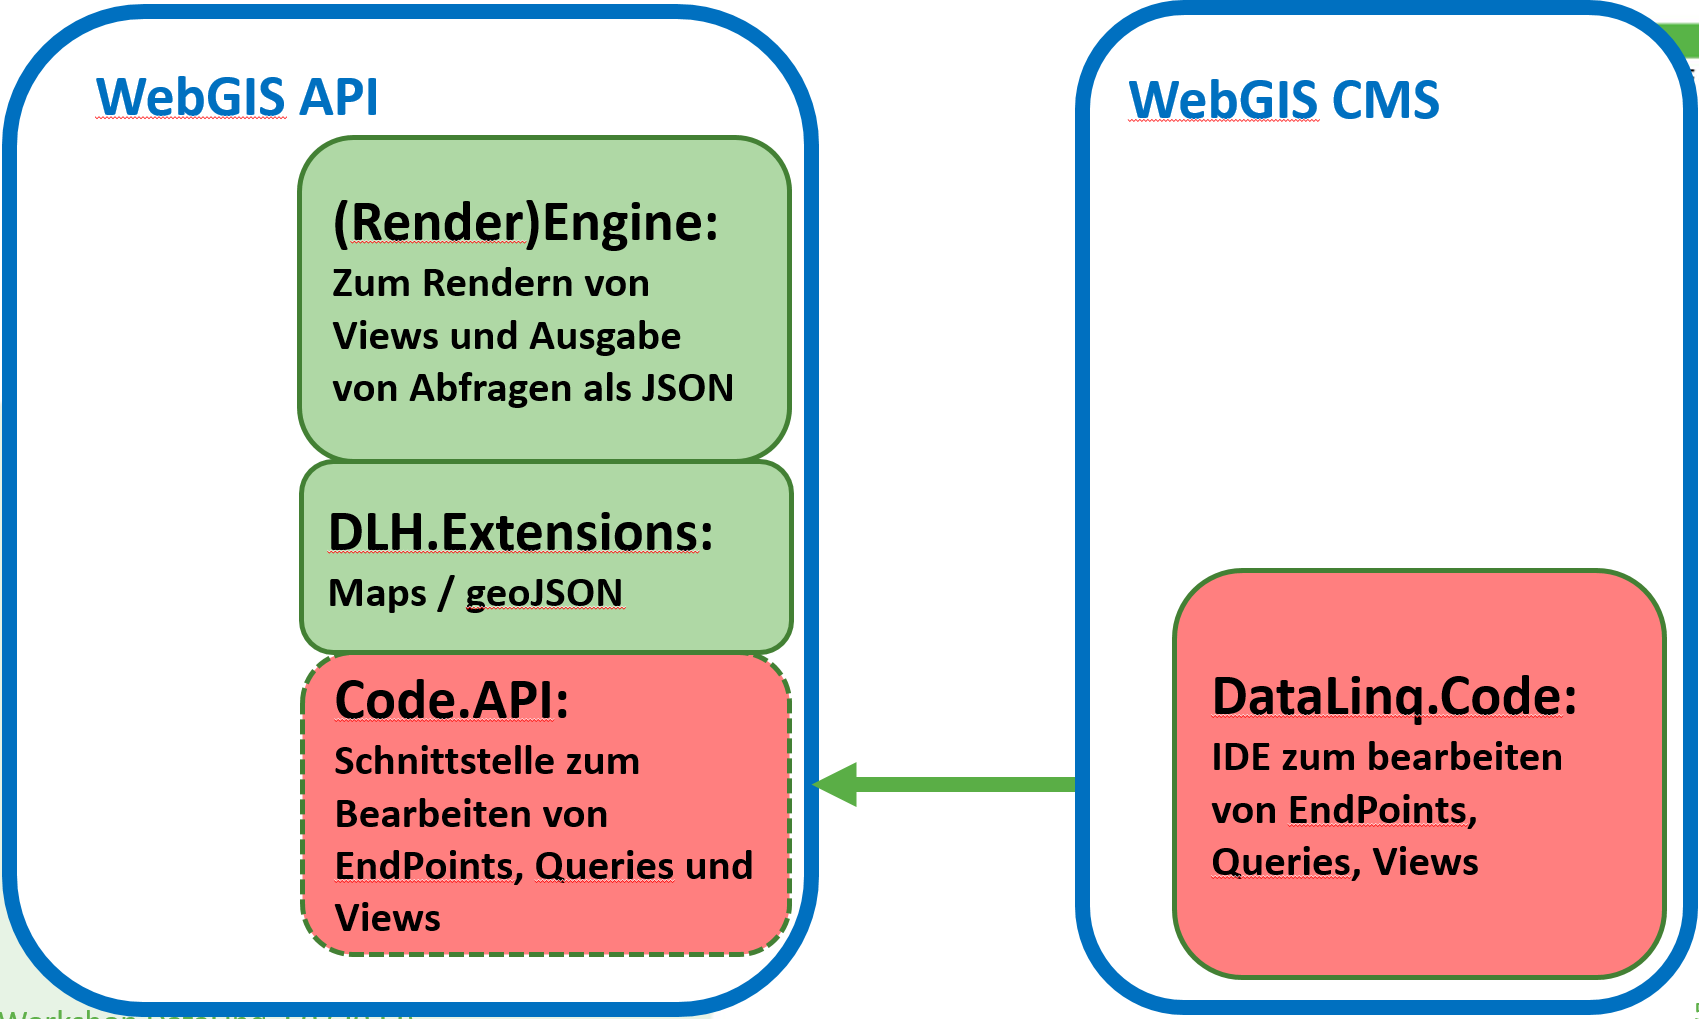 WebGIS API
(Render)Engine:
Zum Rendern von
Views und Ausgabe
von Abfragen als JSON
DLH.Extensions:
Maps / geoJSON
Code.API:
Schnittstelle zum
Bearbeiten von
EndPoints, Queries und
Views
WebGIS CMS
DataLinq.Code:
IDE zum bearbeiten
von EndPoints,
Queries, Views